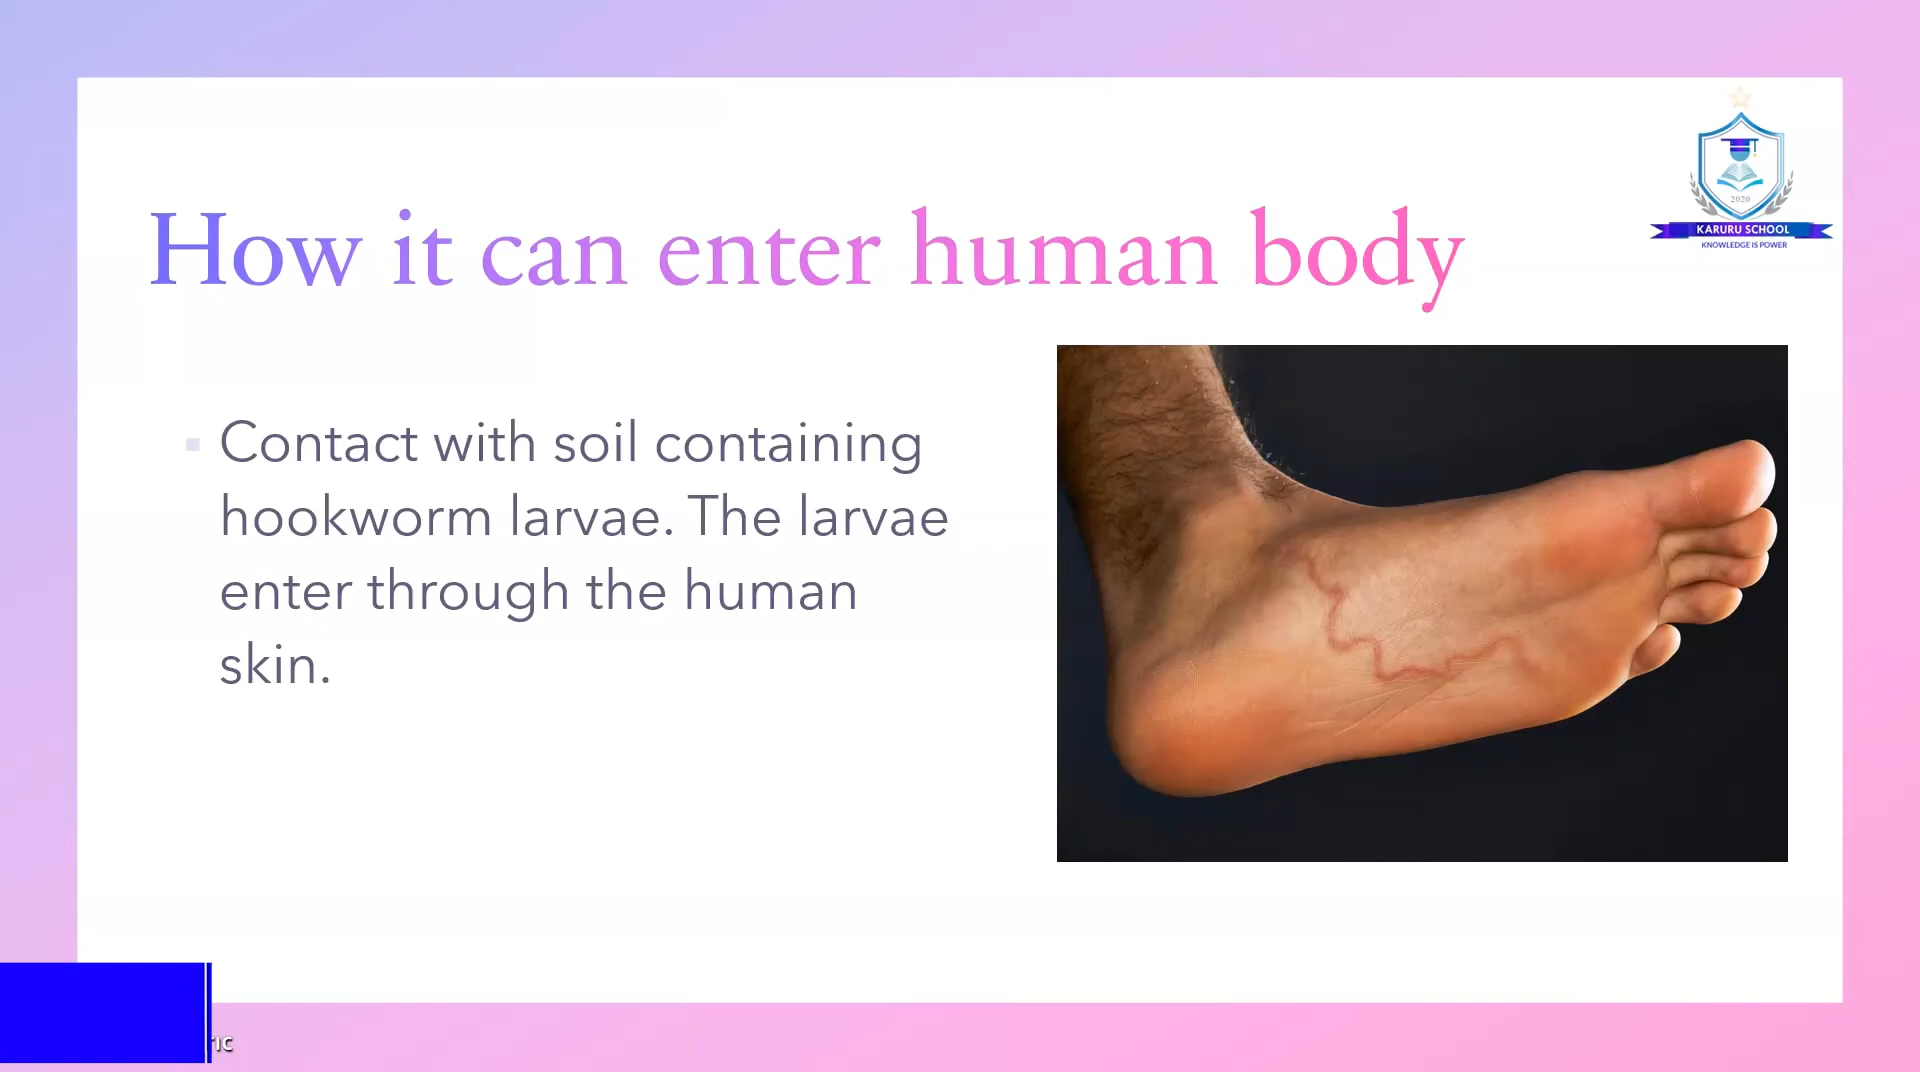 2020
KARURU SCHOOL
KNOWLEDGE IS POWER
How it can enter human body
Contact with soil containing
hookworm larvae. The larvae
enter through the human
skin.